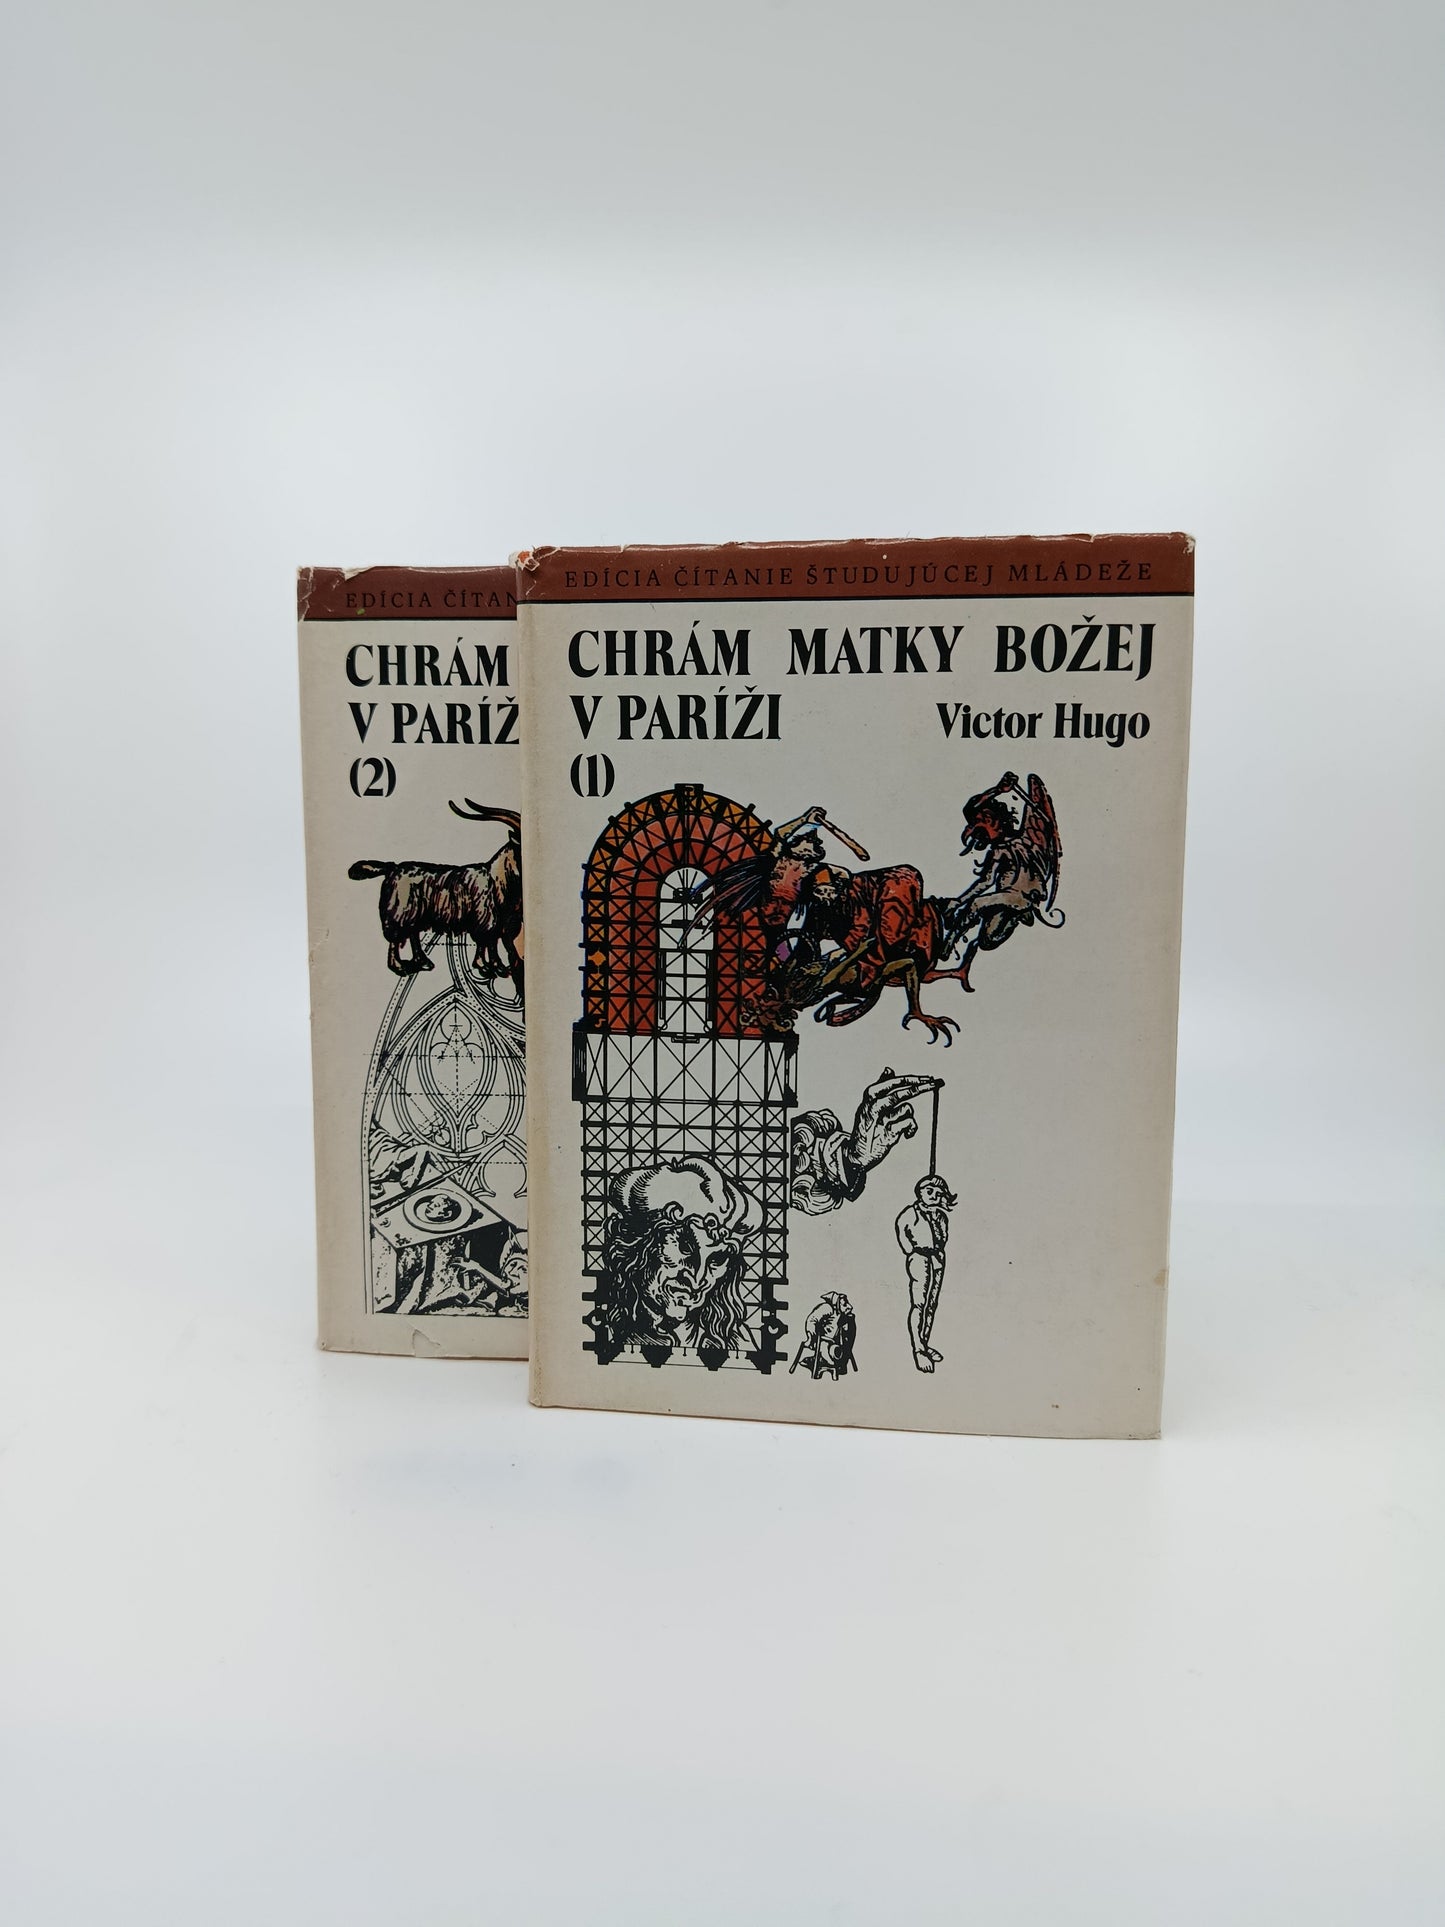 EDÍCIA ČÍTAN
CHRÁM
V PARÍŽ
(2)
EDÍCIA ČÍTANIE ŠTUDUJÚCEJ MLÁDEŽE
CHRÁM MATKY BOŽEJ
V PARÍŽI
Victor Hugo
(1)